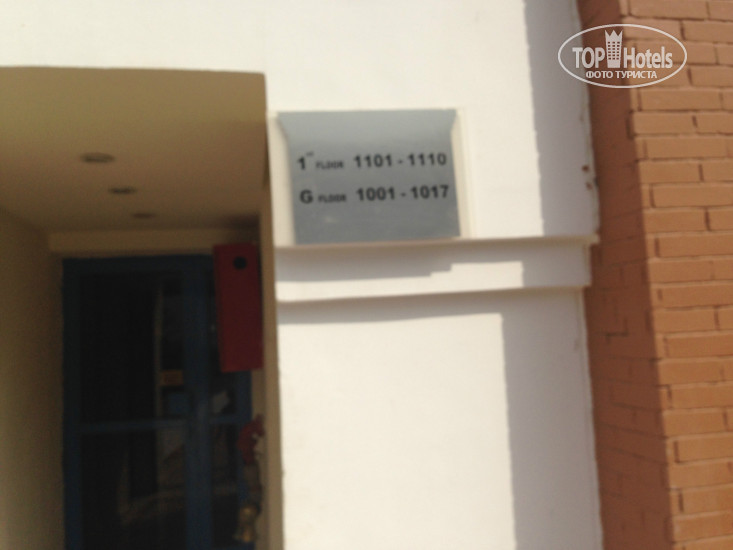 TOP Hotels
ФОТО ТУРИСТА
1ST FLOOR 1101 - 1110
G FLOOR 1001 - 1017